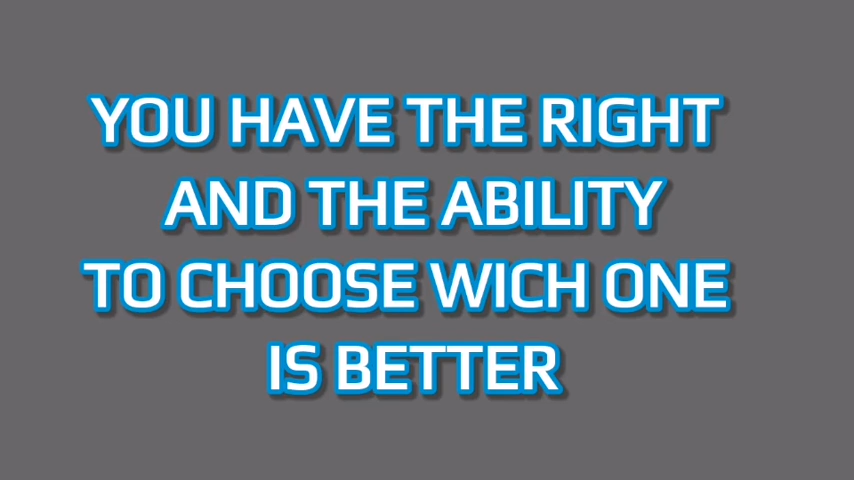 YOU HAVE THE RIGHT
AND THE ABILITY
TO CHOOSE WICH ONE
IS BETTER